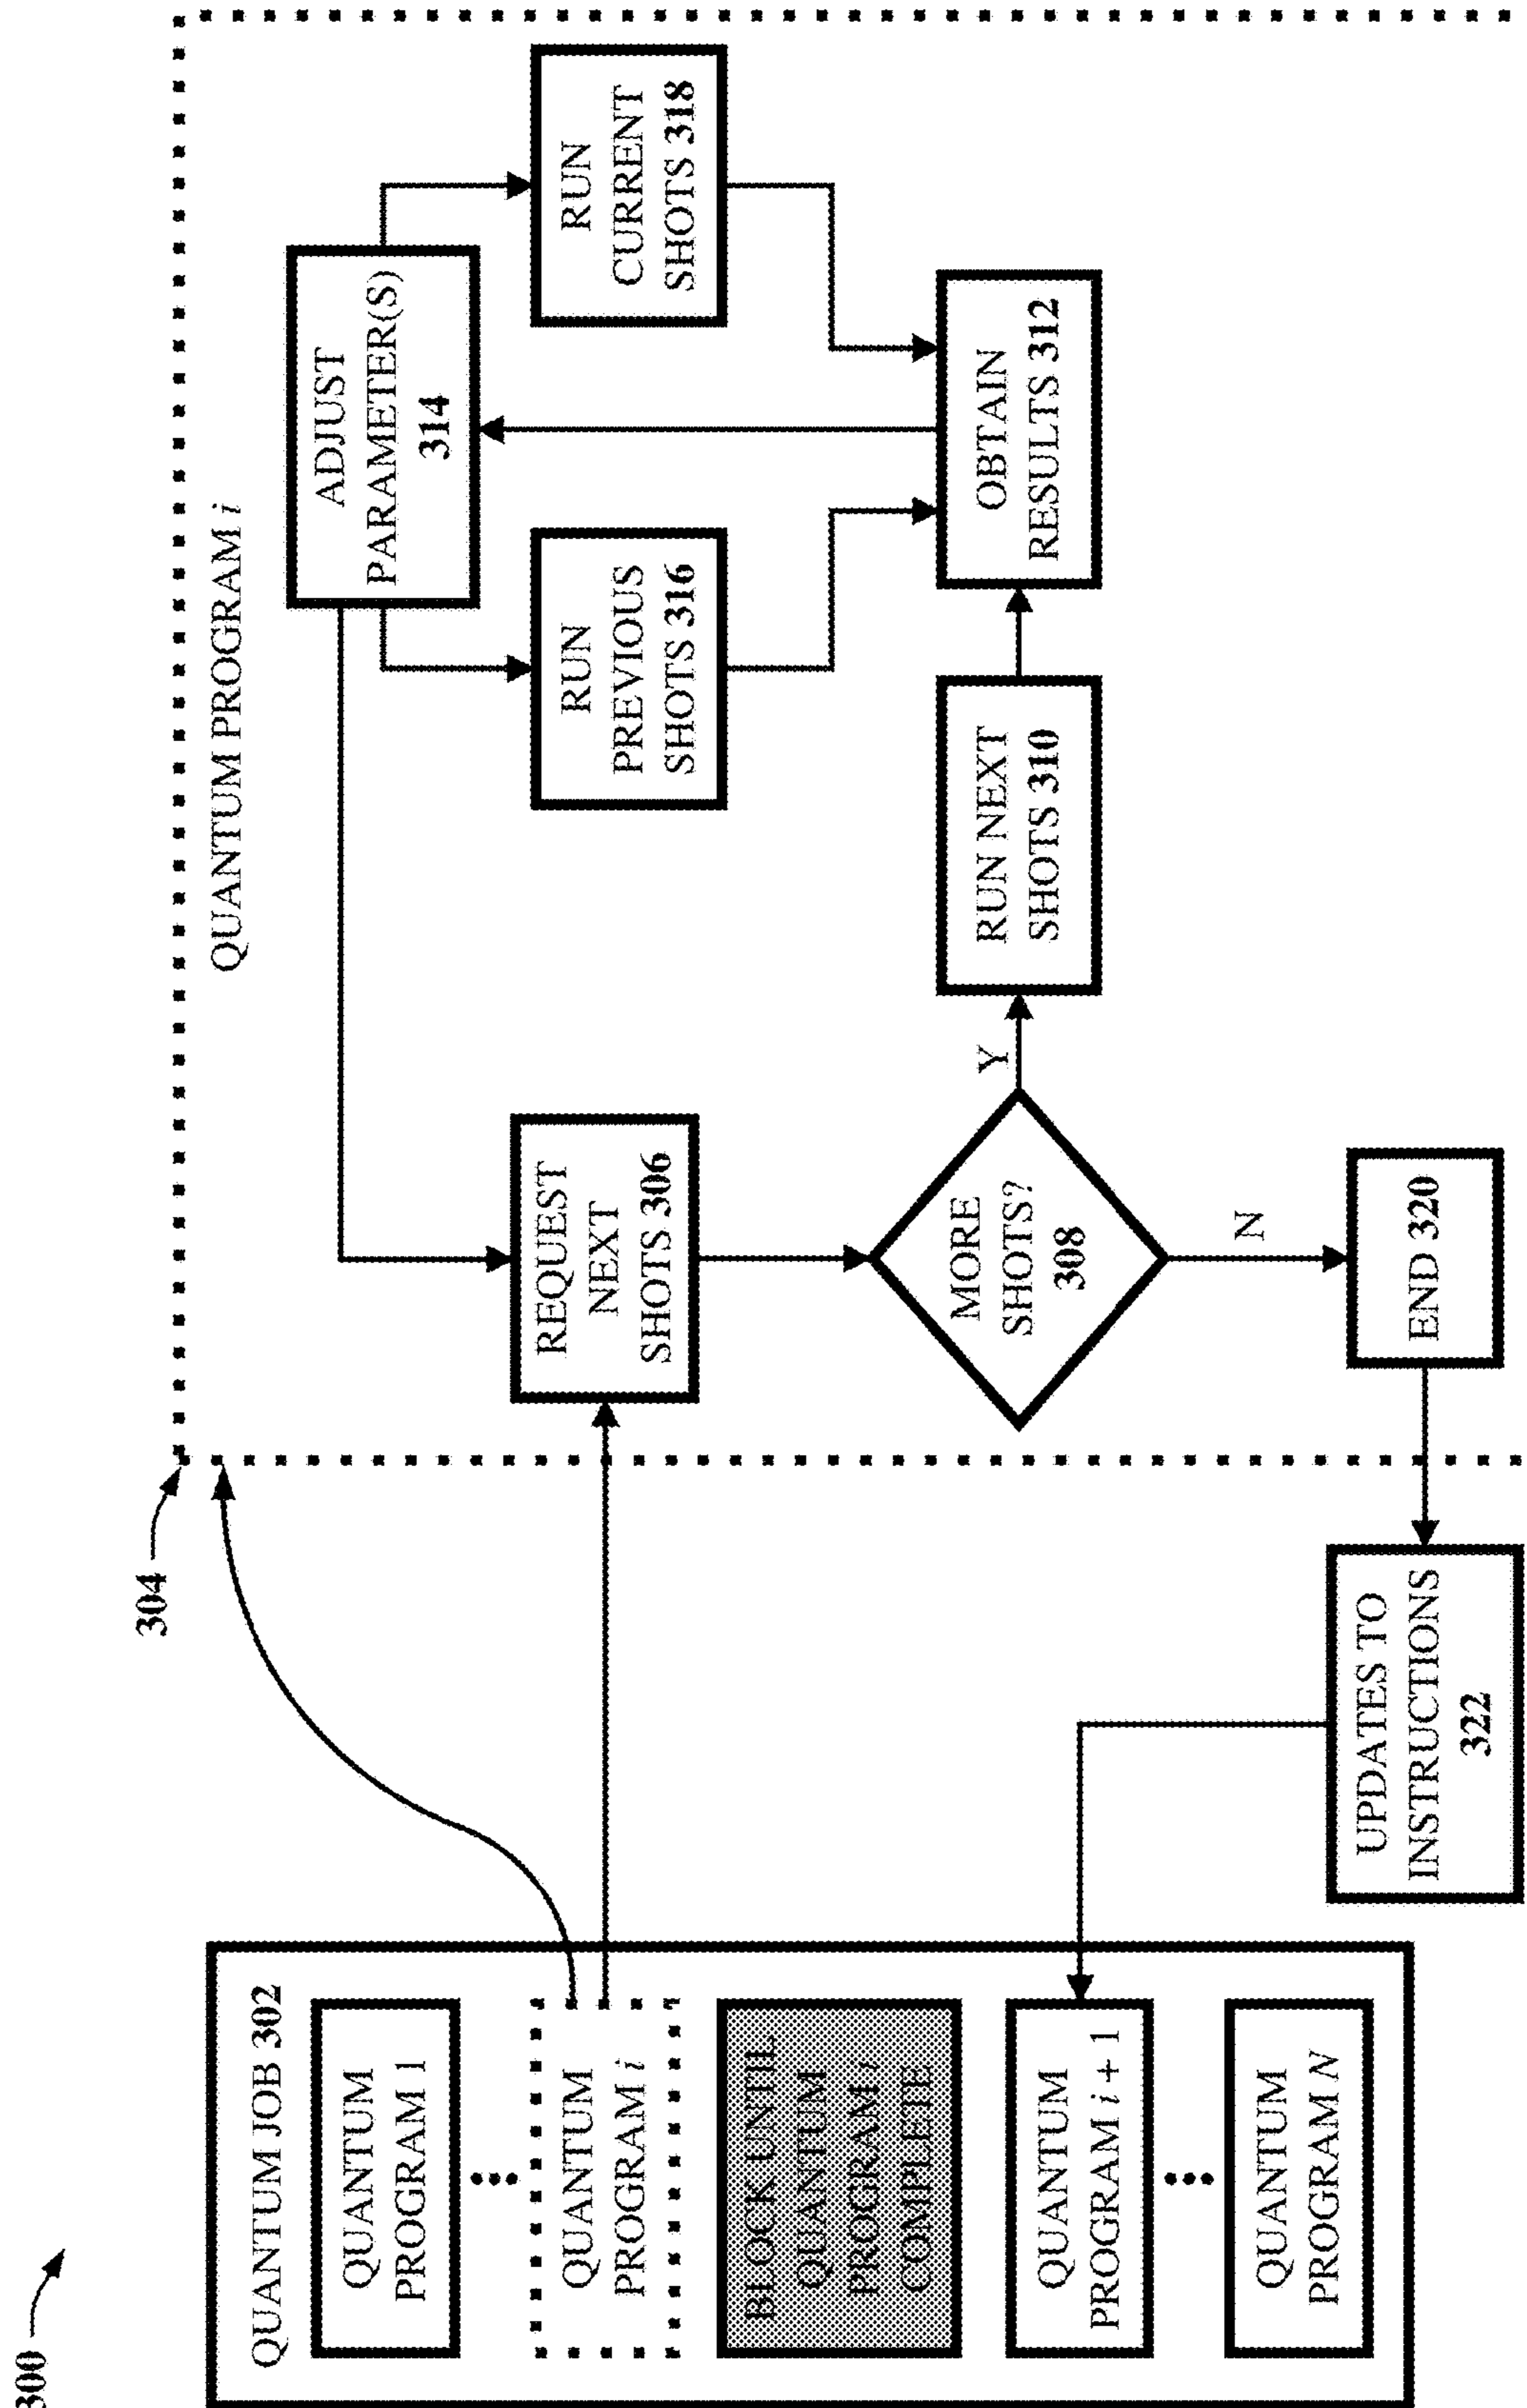 300
304
QUANTUM JOB 302
QUANTUM
PROGRAM 1
QUANTUM
PROGRAM i
BLOCK UNTIL
QUANTUM
PROGRAM i
COMPLETE
QUANTUM
PROGRAM i + 1
QUANTUM
PROGRAM N
QUANTUM PROGRAM i
REQUEST
NEXT
SHOTS 306
MORE
SHOTS?
308
Y
N
RUN NEXT
SHOTS 310
OBTAIN
RESULTS 312
ADJUST
PARAMETER(S)
314
RUN
PREVIOUS
SHOTS 316
RUN
CURRENT
SHOTS 318
END 320
UPDATES TO
INSTRUCTIONS
322